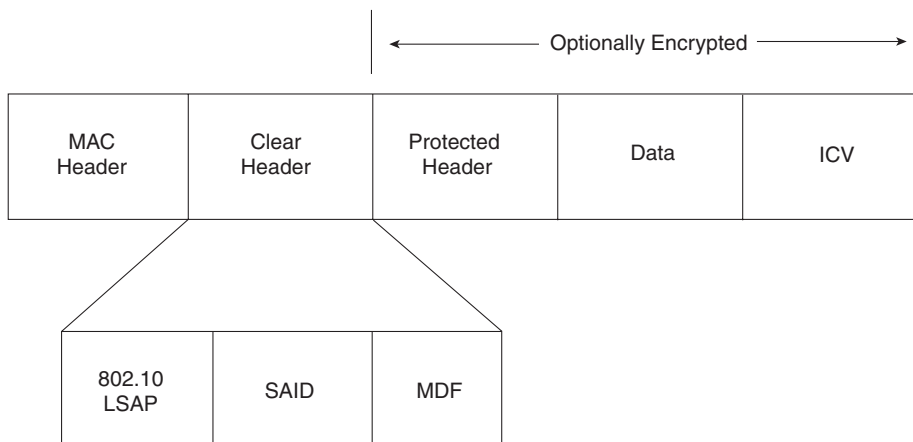 Optionally Encrypted
MAC
Header
Clear
Header
Protected
Header
Data
ICV
802.10
LSAP
SAID
MDF